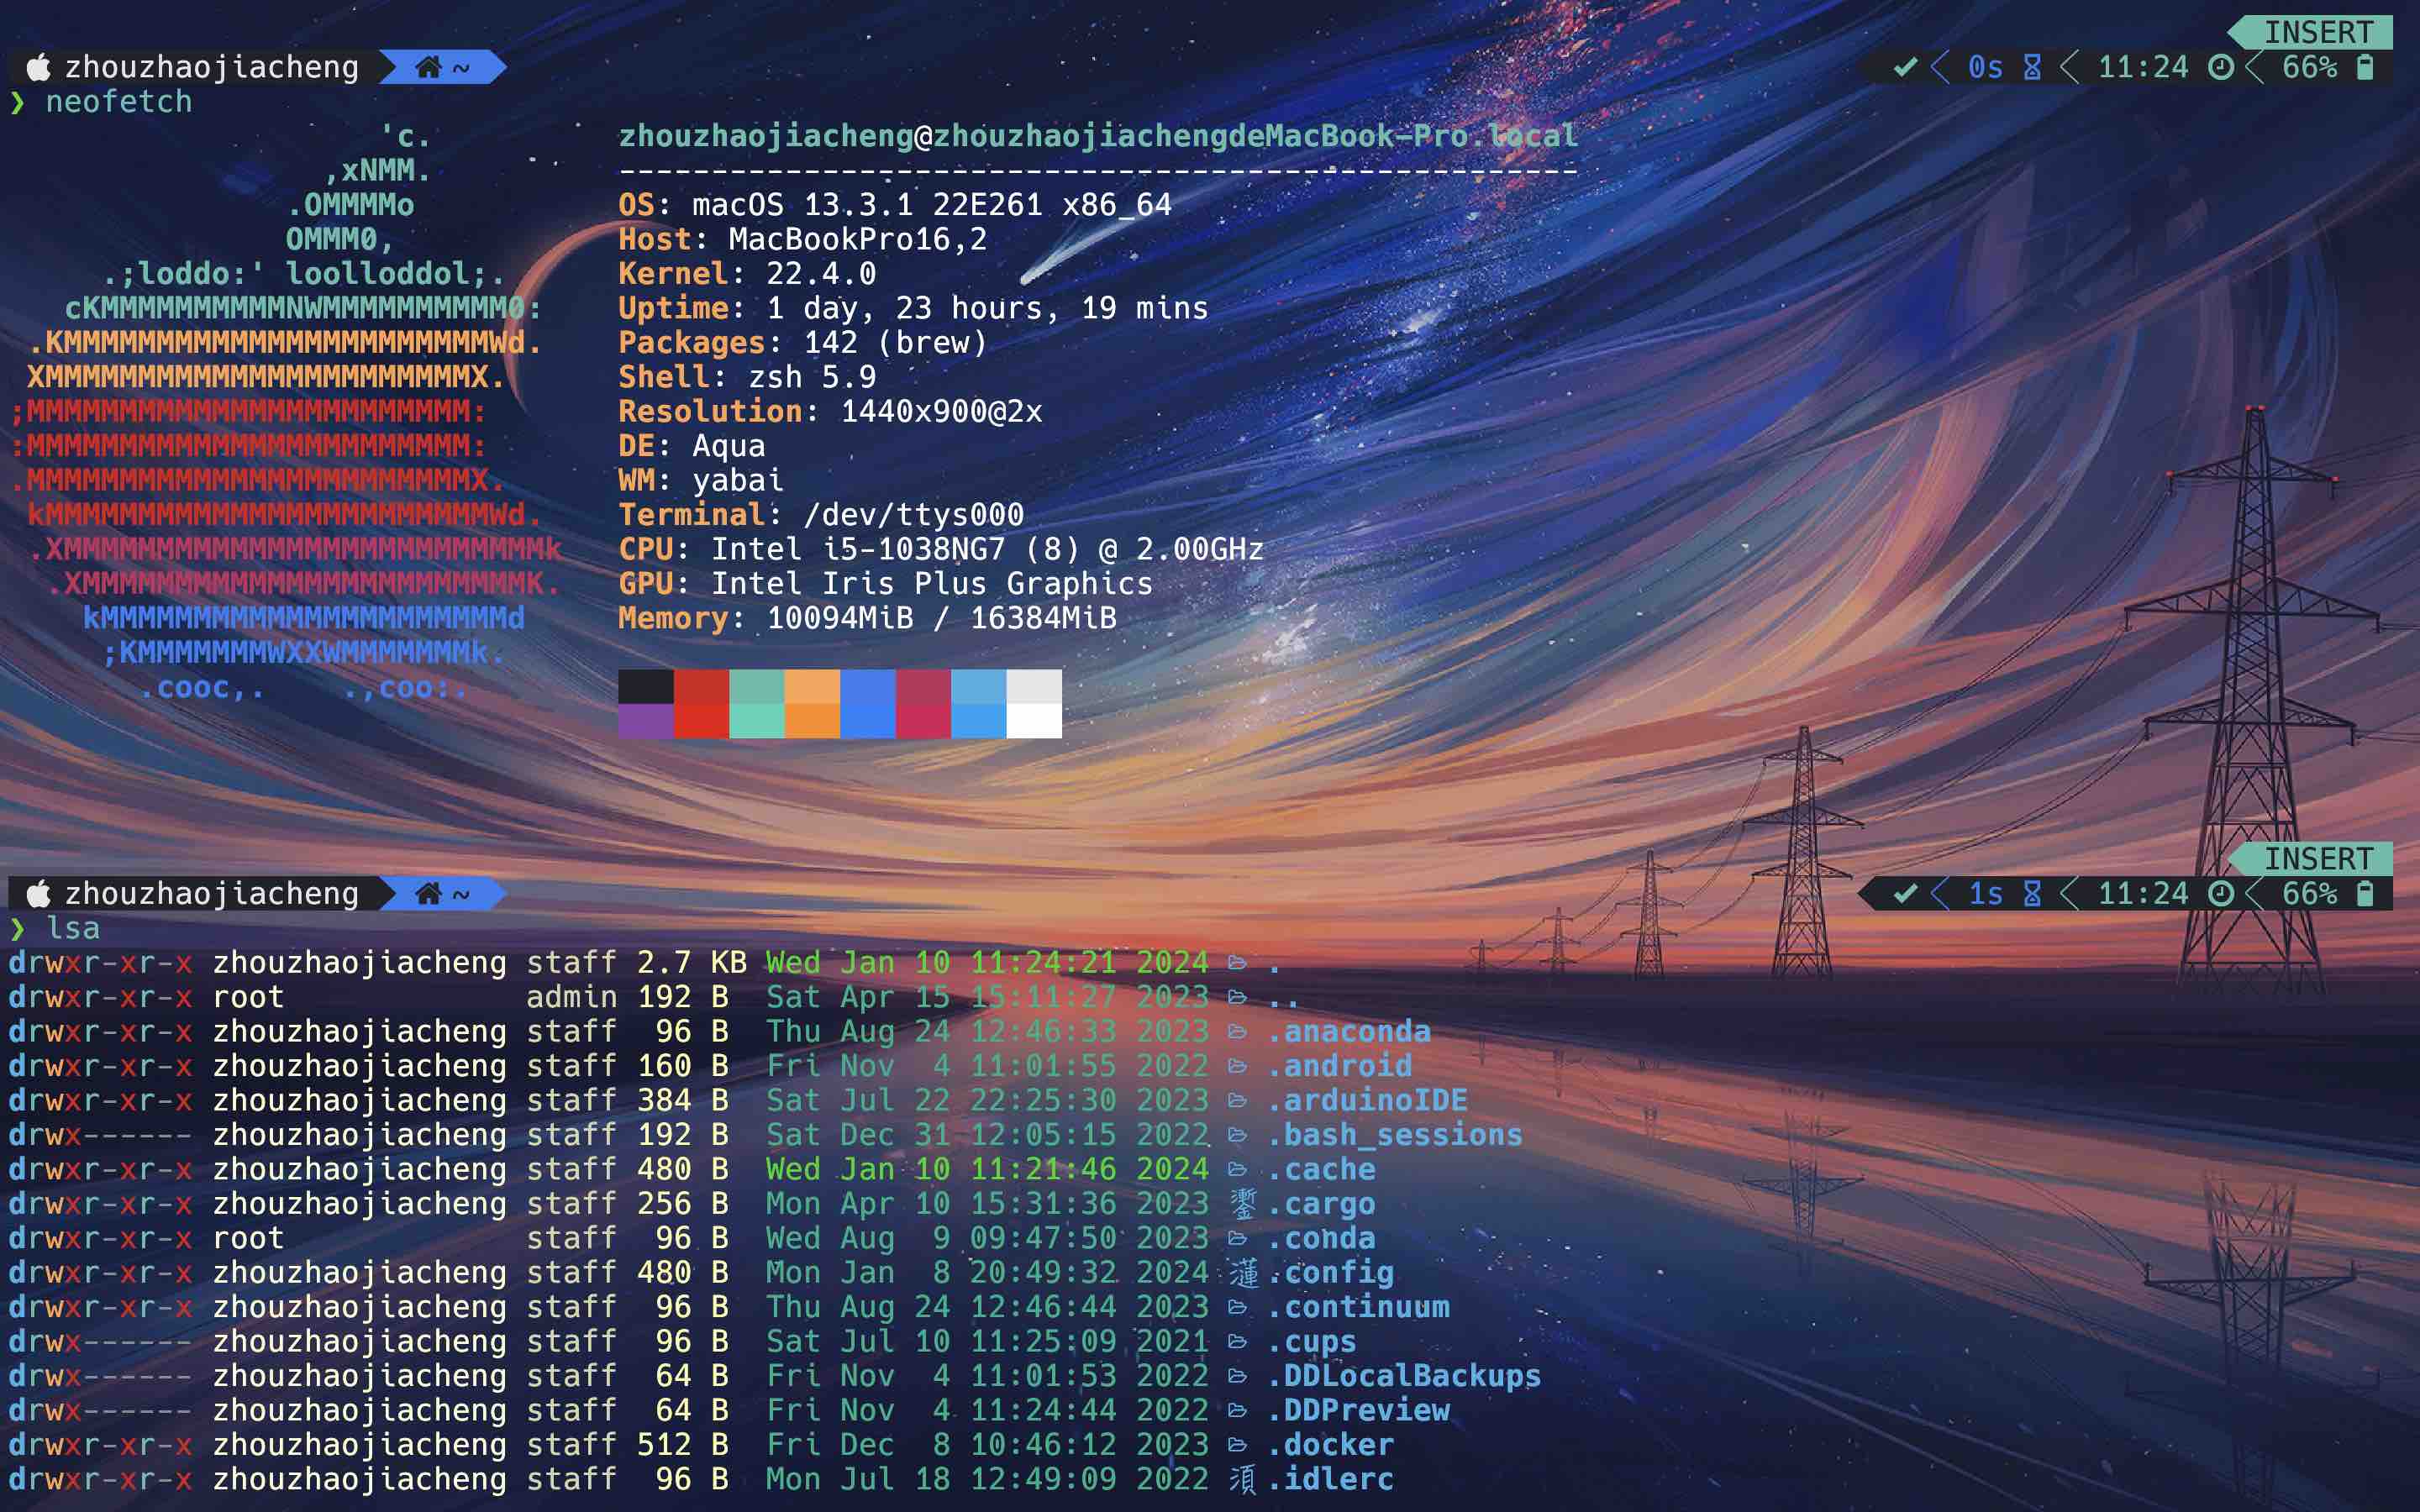 INSERT
zhouzhaojiacheng ~ 0s 11:24 66%
❯ neofetch
'c. zhouzhaojiacheng@zhouzhaojiachengdeMacBook-Pro.local
,xNMM. ----------------------------------------------------
.OMMMMo OS: macOS 13.3.1 22E261 x86_64
OMMM0, Host: MacBookPro16,2
.;loddo:' loolloddol;. Kernel: 22.4.0
cKMMMMMMMMMMNWMMMMMMMMMM0: Uptime: 1 day, 23 hours, 19 mins
.KMMMMMMMMMMMMMMMMMMMMMMMWd. Packages: 142 (brew)
XMMMMMMMMMMMMMMMMMMMMMMMX. Shell: zsh 5.9
;MMMMMMMMMMMMMMMMMMMMMMMM: Resolution: 1440x900@2x
:MMMMMMMMMMMMMMMMMMMMMMMM: DE: Aqua
.MMMMMMMMMMMMMMMMMMMMMMMMX. WM: yabai
kMMMMMMMMMMMMMMMMMMMMMMMMWd. Terminal: /dev/ttys000
.XMMMMMMMMMMMMMMMMMMMMMMMMMMk CPU: Intel i5-1038NG7 (8) @ 2.00GHz
.XMMMMMMMMMMMMMMMMMMMMMMMMK. GPU: Intel Iris Plus Graphics
kMMMMMMMMMMMMMMMMMMMMMMd Memory: 10094MiB / 16384MiB
;KMMMMMMMWXXWMMMMMMMk.
.cooc,. .,coo:.
INSERT
zhouzhaojiacheng ~ 1s 11:24 66%
❯ lsa
drwxr-xr-x zhouzhaojiacheng staff 2.7 KB Wed Jan 10 11:24:21 2024 .
drwxr-xr-x root admin 192 B Sat Apr 15 15:11:27 2023 ..
drwxr-xr-x zhouzhaojiacheng staff 96 B Thu Aug 24 12:46:33 2023 .anaconda
drwxr-xr-x zhouzhaojiacheng staff 160 B Fri Nov 4 11:01:55 2022 .android
drwxr-xr-x zhouzhaojiacheng staff 384 B Sat Jul 22 22:25:30 2023 .arduinoIDE
drwx------ zhouzhaojiacheng staff 192 B Sat Dec 31 12:05:15 2022 .bash_sessions
drwxr-xr-x zhouzhaojiacheng staff 480 B Wed Jan 10 11:21:46 2024 .cache
drwxr-xr-x zhouzhaojiacheng staff 256 B Mon Apr 10 15:31:36 2023 .cargo
drwxr-xr-x root staff 96 B Wed Aug 9 09:47:50 2023 .conda
drwxr-xr-x zhouzhaojiacheng staff 480 B Mon Jan 8 20:49:32 2024 .config
drwxr-xr-x zhouzhaojiacheng staff 96 B Thu Aug 24 12:46:44 2023 .continuum
drwx------ zhouzhaojiacheng staff 96 B Sat Jul 10 11:25:09 2021 .cups
drwx------ zhouzhaojiacheng staff 64 B Fri Nov 4 11:01:53 2022 .DDLocalBackups
drwx------ zhouzhaojiacheng staff 64 B Fri Nov 4 11:24:44 2022 .DDPreview
drwxr-xr-x zhouzhaojiacheng staff 512 B Fri Dec 8 10:46:12 2023 .docker
drwxr-xr-x zhouzhaojiacheng staff 96 B Mon Jul 18 12:49:09 2022 須 .idlerc